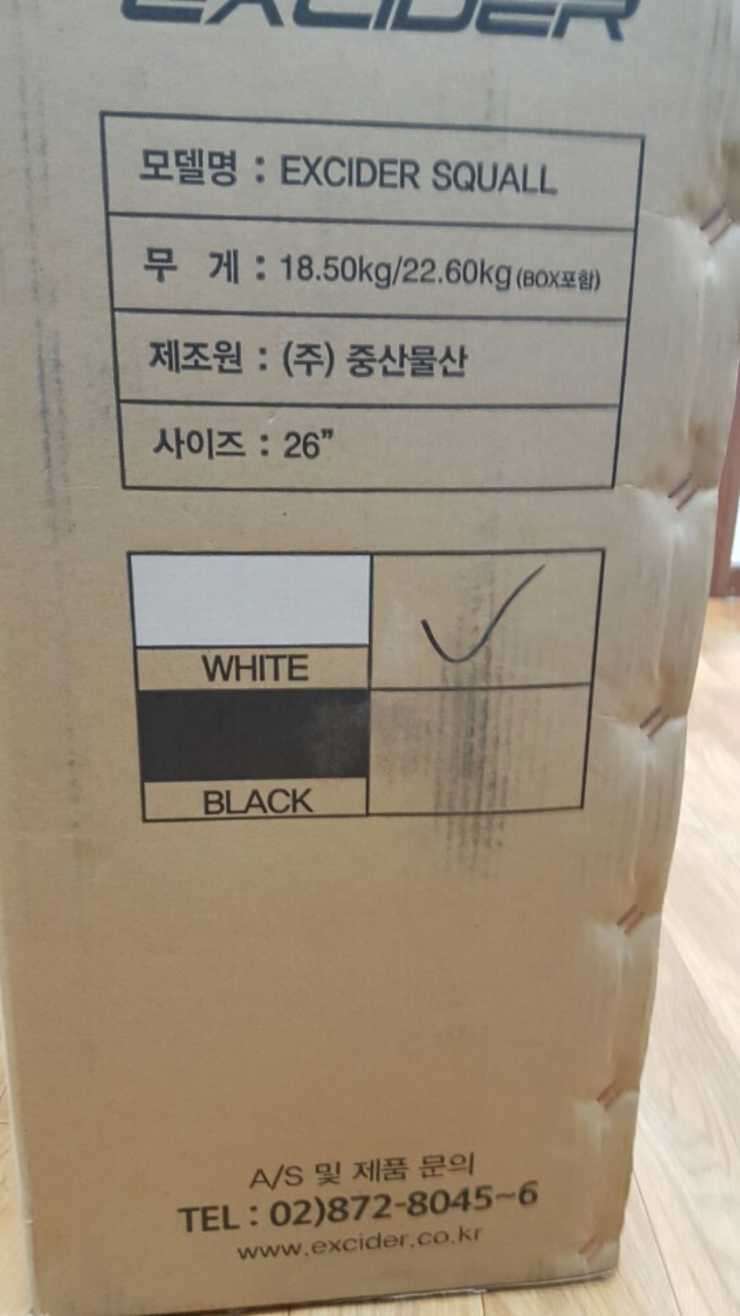 EXCIDER
모델명 : EXCIDER SQUALL
무 게 : 18.50kg/22.60kg (BOX포함)
제조원 : (주) 중산물산
사이즈 : 26”
WHITE
BLACK
A/S 및 제품 문의
TEL : 02)872-8045~6
www.excider.co.kr